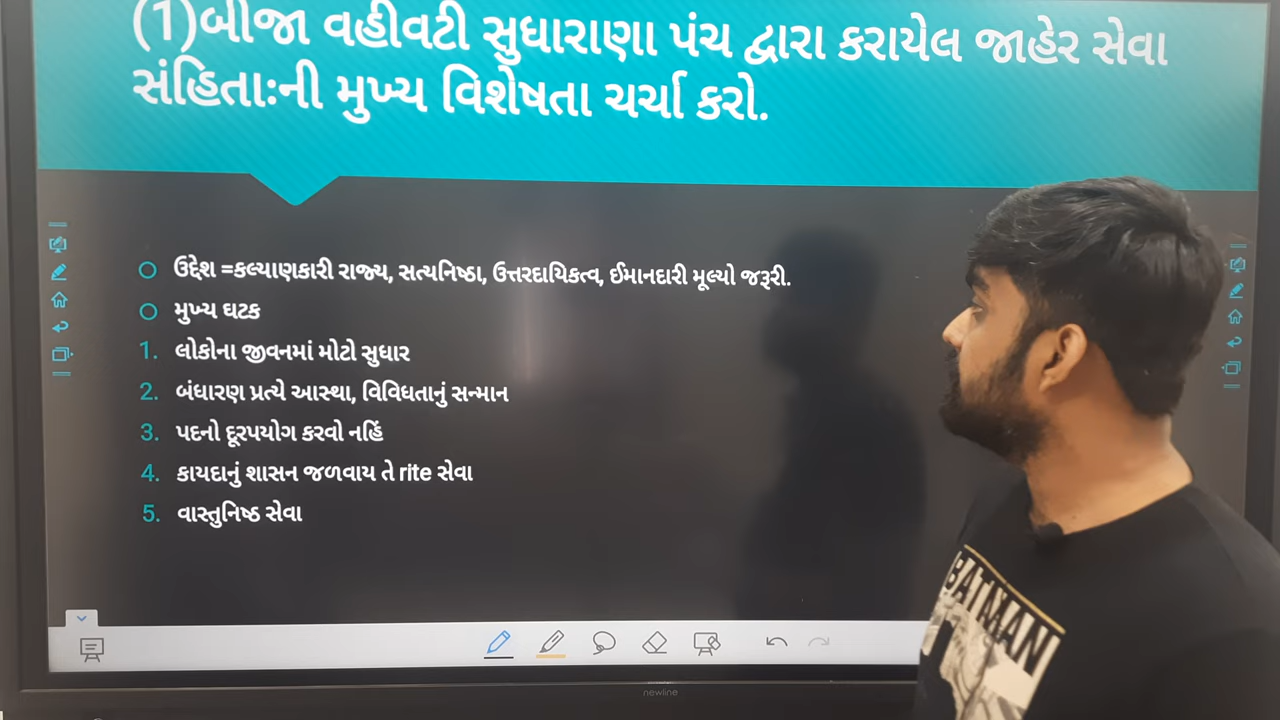 (1)બીજા વહીવટી સુધારાણા પંચ દ્વારા કરાયેલ જાહેર સેવા
સંહિતાઃની મુખ્ય વિશેષતા ચર્ચા કરો.
ઉદ્દેશ =કલ્યાણકારી રાજ્ય, સત્યનિષ્ઠા, ઉત્તરદાયિકત્વ, ઈમાનદારી મૂલ્યો જરૂરી.
મુખ્ય ઘટક
1. લોકોના જીવનમાં મોટો સુધાર
2. બંધારણ પ્રત્યે આસ્થા, વિવિધતાનું સન્માન
3. પદનો દૂરપયોગ કરવો નહિં
4. કાયદાનું શાસન જળવાય તે rite સેવા
5. વાસ્તુનિષ્ઠ સેવા
newline
BATMAN